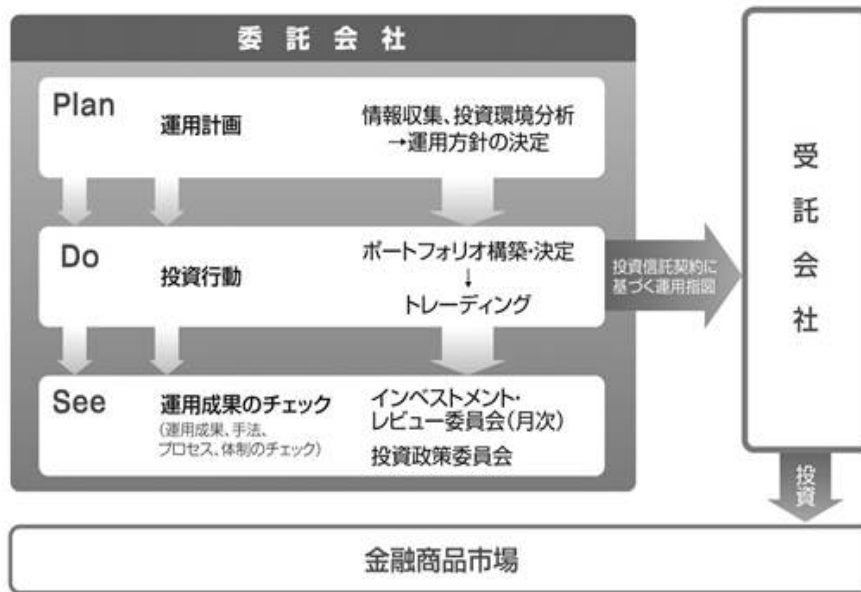 委託会社
Plan
運用計画
情報収集、投資環境分析
→運用方針の決定
Do
投資行動
ポートフォリオ構築・決定
↓
トレーディング
投資信託契約に
基づく運用指図
See
運用成果のチェック
(運用成果、手法、
プロセス、体制のチェック)
インベストメント・
レビュー委員会(月次)
投資政策委員会
受託会社
投資
金融商品市場